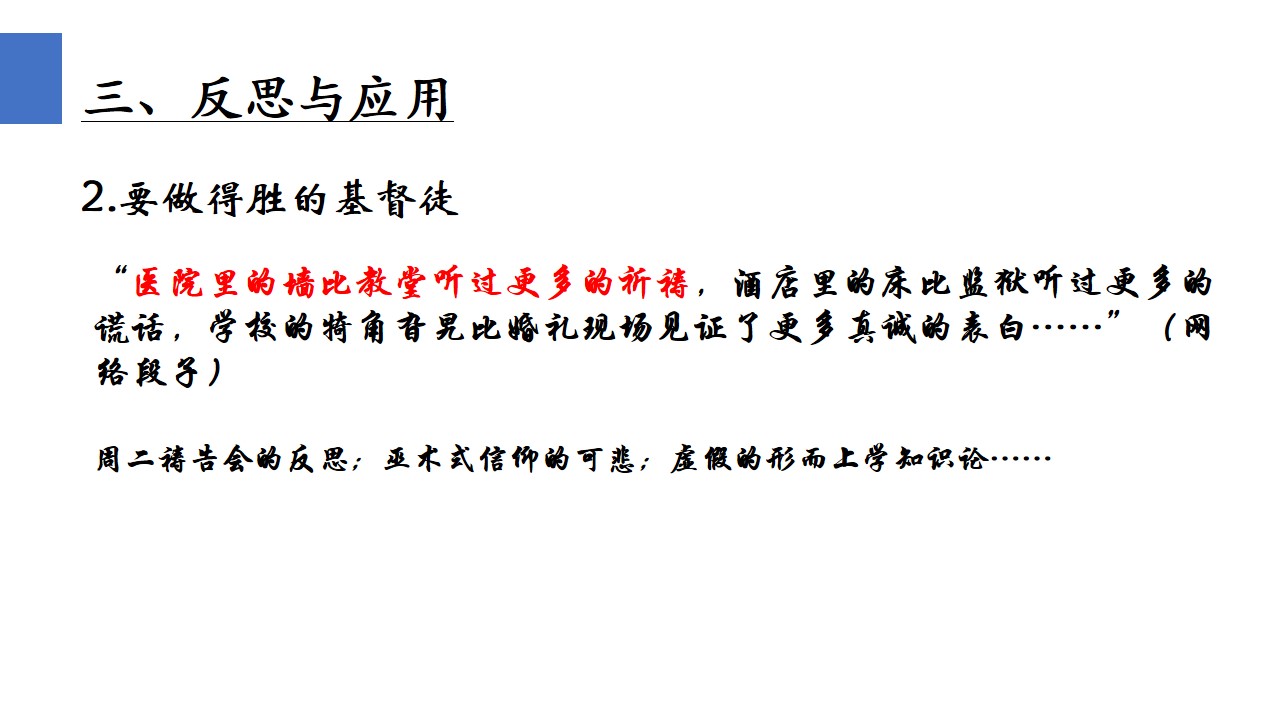 三、反思与应用
2.要做得胜的基督徒
“医院里的墙比教堂听过更多的祈祷，酒店里的床比监狱听过更多的
谎话，学校的犄角旮晃比婚礼现场见证了更多真诚的表白……”（网
络段子）
周二祷告会的反思；巫术式信仰的可悲；虚假的形而上学知识论……